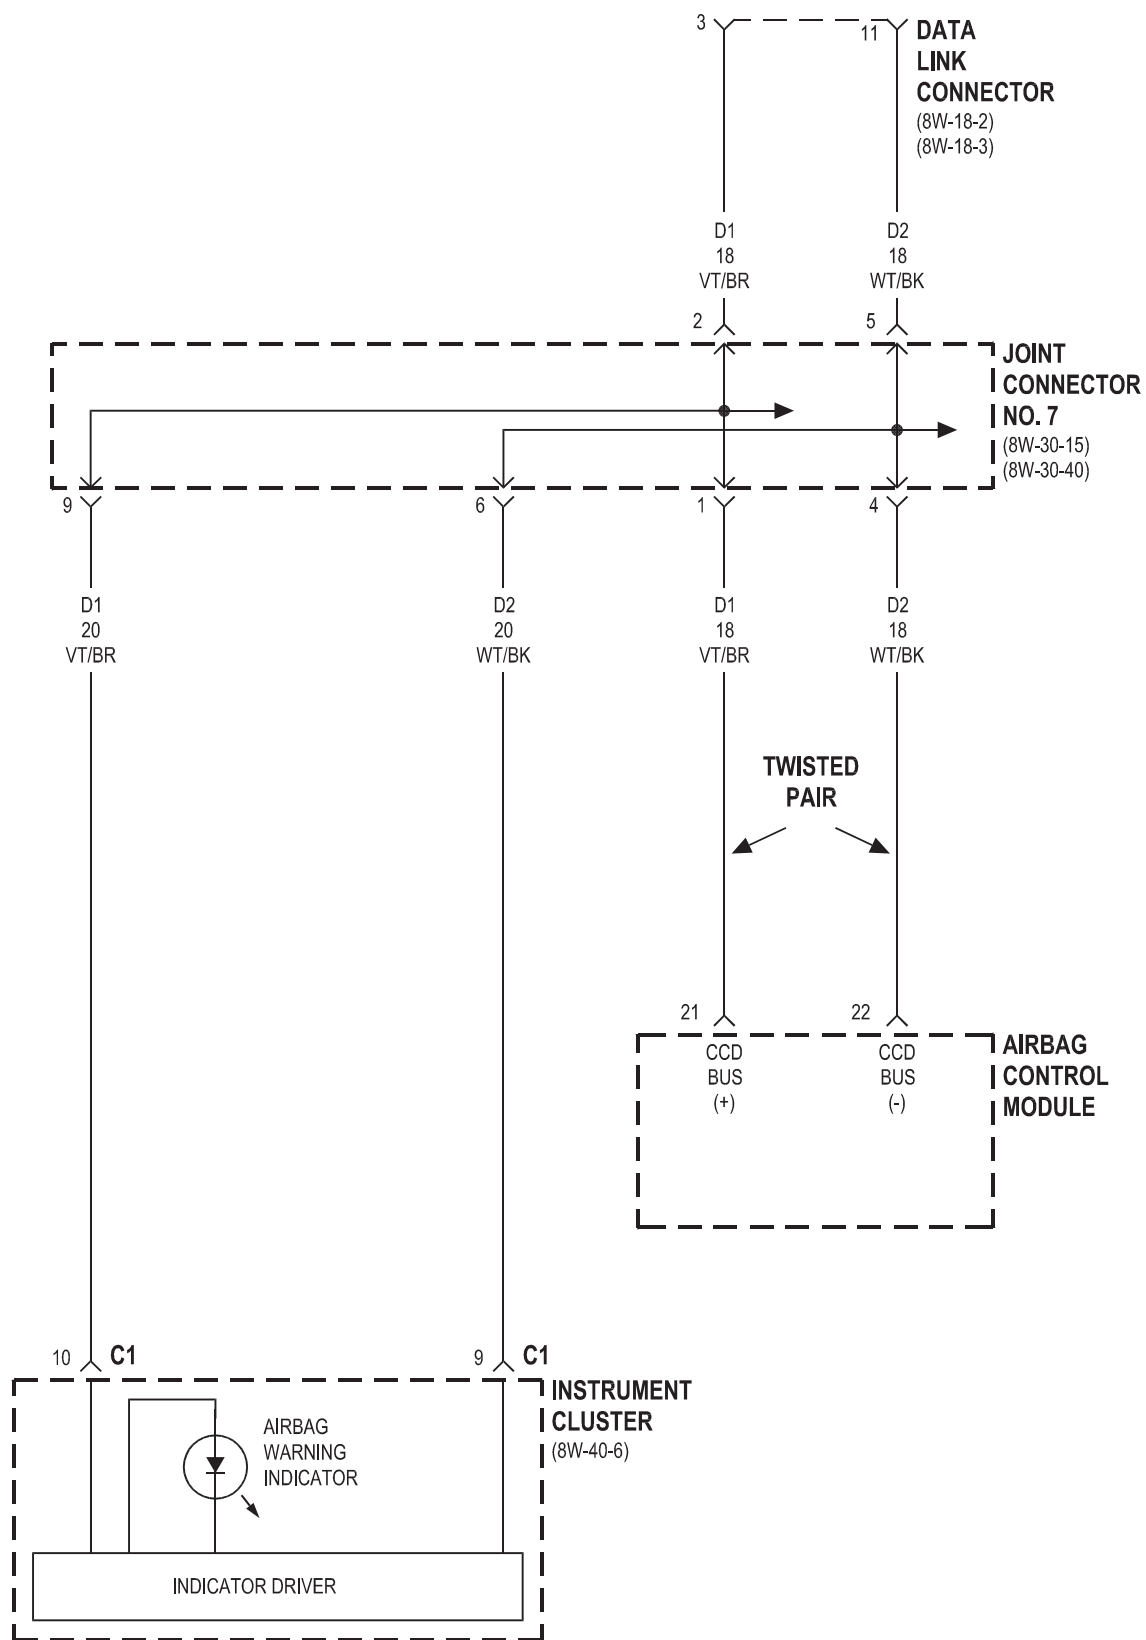 3
11
DATA
LINK
CONNECTOR
(8W-18-2)
(8W-18-3)
D1
18
VT/BR
D2
18
WT/BK
2
5
JOINT
CONNECTOR
NO. 7
(8W-30-15)
(8W-30-40)
9
6
1
4
D1
20
VT/BR
D2
20
WT/BK
D1
18
VT/BR
D2
18
WT/BK
TWISTED
PAIR
21
22
CCD
BUS
(+)
CCD
BUS
(-)
AIRBAG
CONTROL
MODULE
10
C1
9
C1
INSTRUMENT
CLUSTER
(8W-40-6)
AIRBAG
WARNING
INDICATOR
INDICATOR DRIVER